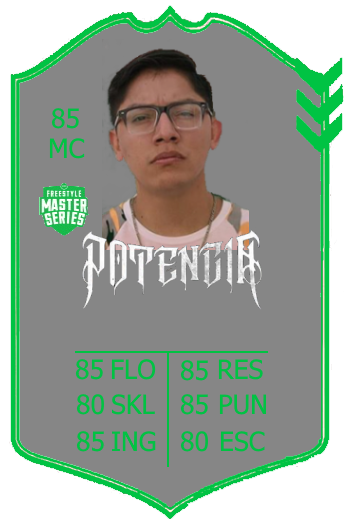 85
MC
FREESTYLE
MASTER
SERIES
POTENCIA
85 FLO 85 RES
80 SKL 85 PUN
85 ING 80 ESC